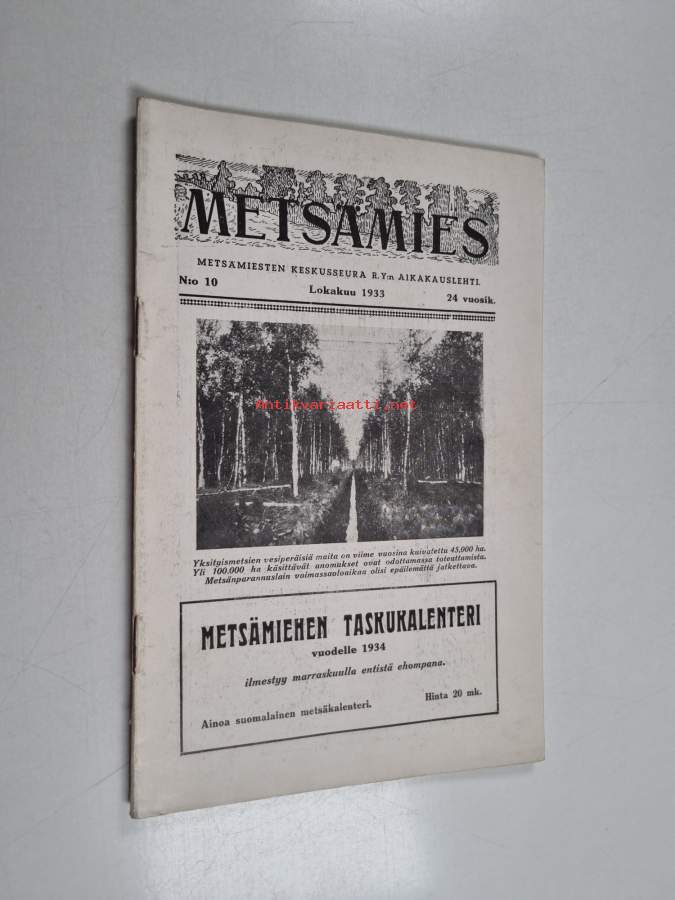 METSÄMIES
METSÄMIESTEN KESKUSSEURA R.Y:n AIKAKAUSLEHTI.
N:o 10 Lokakuu 1933 24 vuosik.
Antikvariaatti.net
Yksityismetsien vesiperäisiä maita on viime vuosina kuivatettu 45,000 ha.
Yli 100.000 ha käsittävät anomukset ovat odottamassa toteuttamista.
Metsänparannuslain voimassaoloaikaa olisi epäilemättä jatkettava.
METSÄMIEHEN TASKUKALENTERI
vuodelle 1934
ilmestyy marraskuulla entistä ehompana.
Ainoa suomalainen metsäkalenteri. Hinta 20 mk.